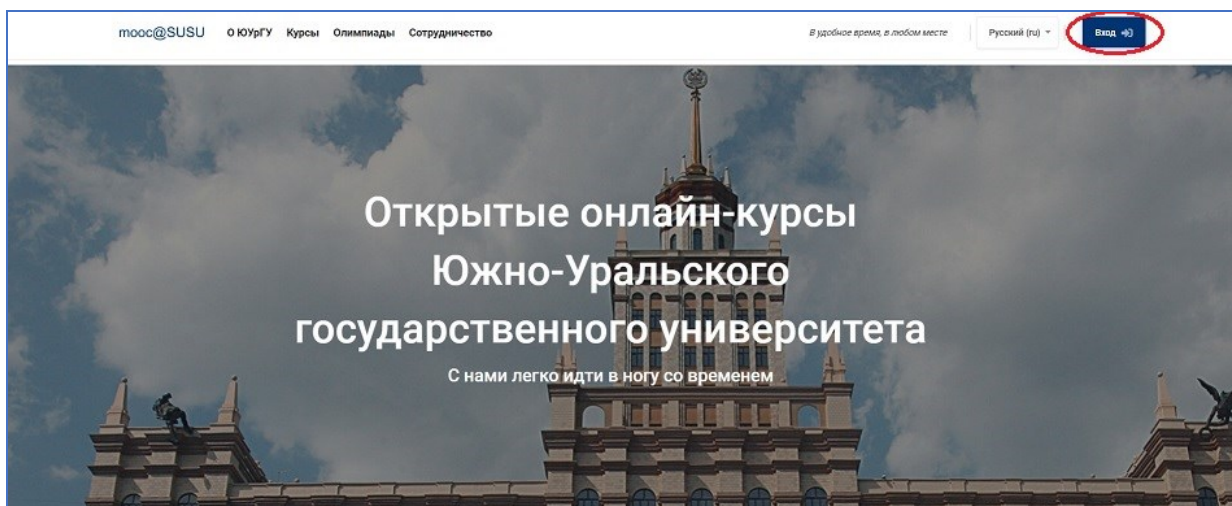 mooc@SUSU О ЮУрГУ Курсы Олимпиады Сотрудничество В удобное время, в любом месте Русский (ru) Вход
Открытые онлайн-курсы
Южно-Уральского
государственного университета
С нами легко идти в ногу со временем